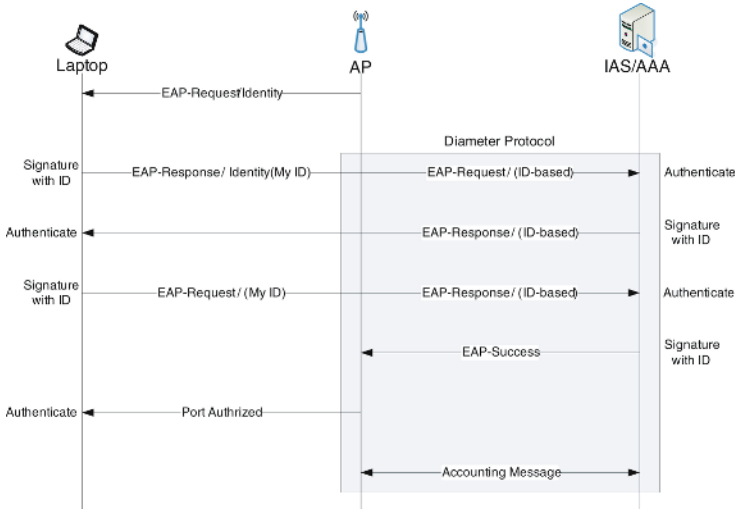 Laptop
AP
IAS/AAA
EAP-Request/Identity
Diameter Protocol
Signature
with ID
EAP-Response/ Identity(My ID)
EAP-Request/ (ID-based)
Authenticate
Authenticate
EAP-Response/ (ID-based)
Signature
with ID
Signature
with ID
EAP-Request/ (My ID)
EAP-Response/ (ID-based)
Authenticate
EAP-Success
Signature
with ID
Authenticate
Port Authrized
Accounting Message